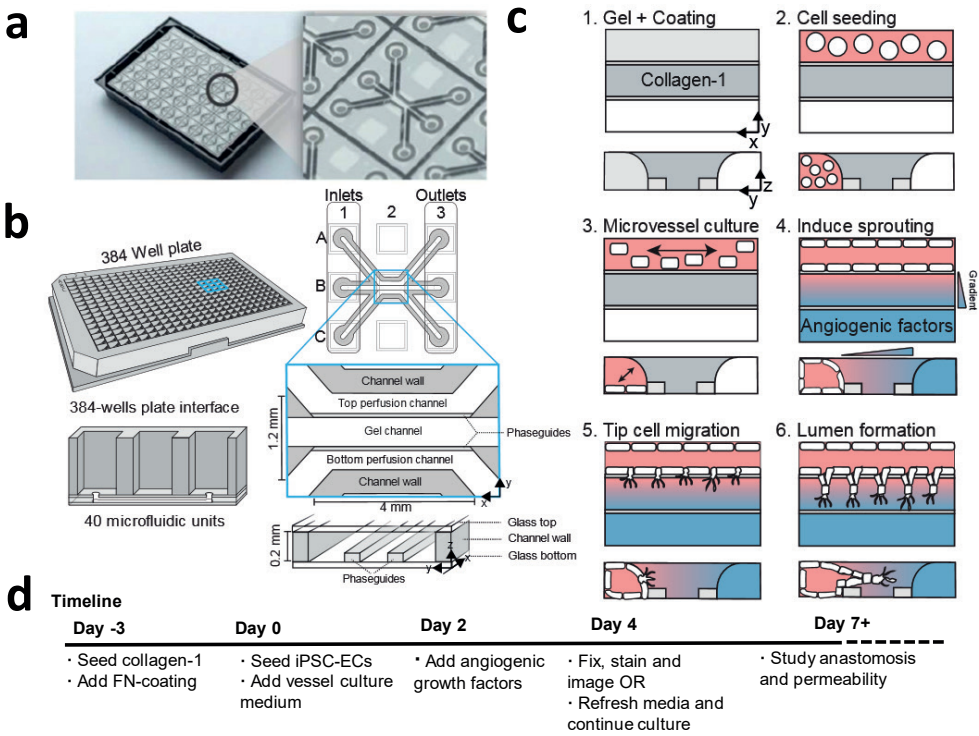 a
b
384 Well plate
384-wells plate interface
40 microfluidic units
Inlets
Outlets
1
2
3
A
B
C
Channel wall
Top perfusion channel
Gel channel
Phaseguides
Bottom perfusion channel
Channel wall
1.2 mm
4 mm
y
x
0.2 mm
Glass top
Channel wall
Glass bottom
Phaseguides
z
y
x
c
1. Gel + Coating
Collagen-1
y
x
z
y
2. Cell seeding
3. Microvessel culture
4. Induce sprouting
Gradient
Angiogenic factors
5. Tip cell migration
6. Lumen formation
d
Timeline
Day -3
· Seed collagen-1
· Add FN-coating
Day 0
· Seed iPSC-ECs
· Add vessel culture
medium
Day 2
· Add angiogenic
growth factors
Day 4
· Fix, stain and
image OR
· Refresh media and
continue culture
Day 7+
· Study anastomosis
and permeability